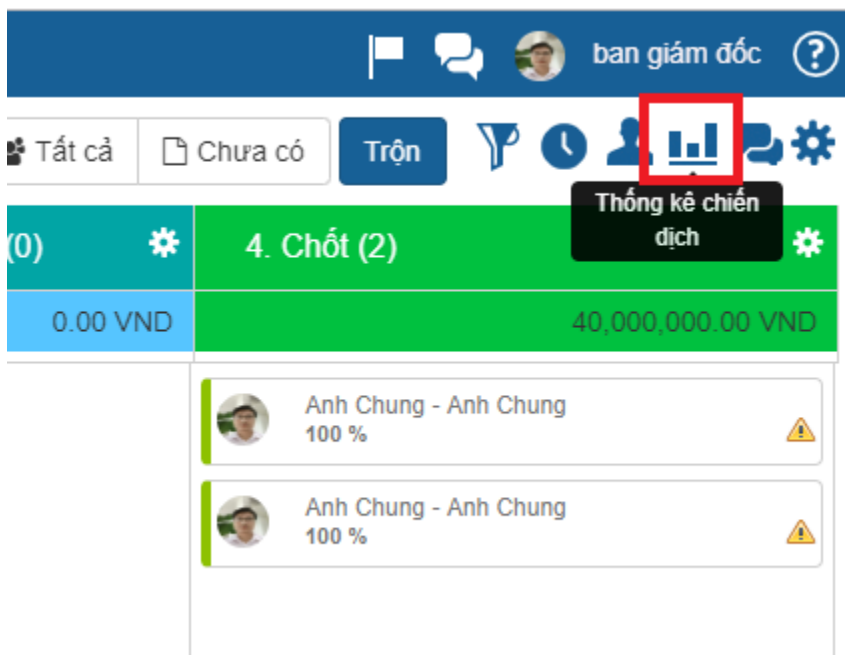 ban giám đốc
Tất cả Chưa có Trộn
Thống kê chiến
dịch
(0) 4. Chốt (2)
0.00 VND 40,000,000.00 VND
Anh Chung - Anh Chung
100 %
Anh Chung - Anh Chung
100 %